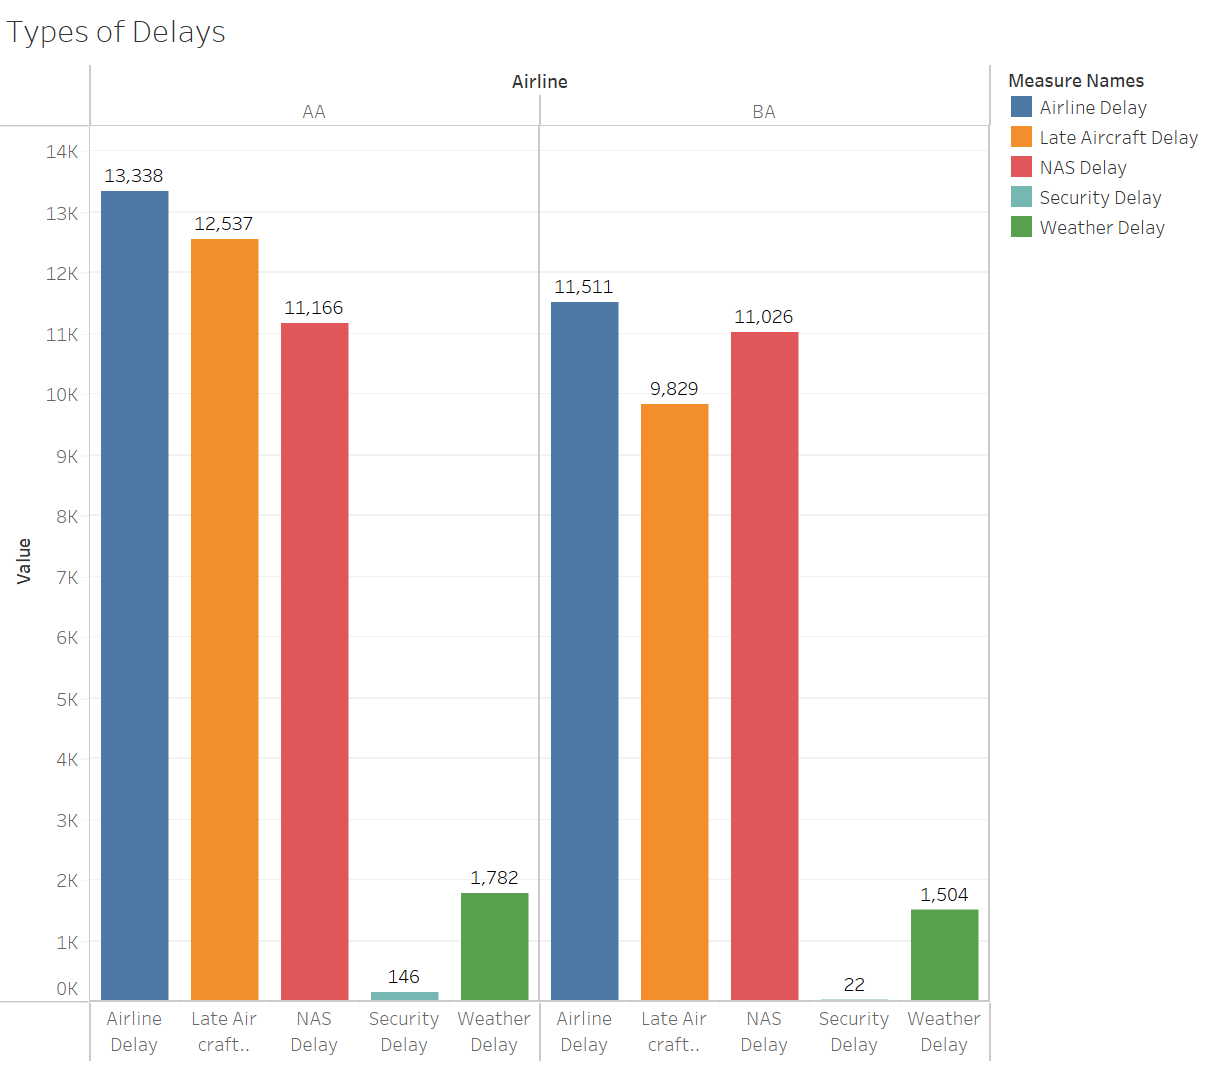 Types of Delays
Airline
AA
BA
Measure Names
Airline Delay
Late Aircraft Delay
NAS Delay
Security Delay
Weather Delay
Value
14K
13K
12K
11K
10K
9K
8K
7K
6K
5K
4K
3K
2K
1K
0K
13,338
12,537
11,166
146
1,782
11,511
9,829
11,026
22
1,504
Airline
Delay
Late Air
craft..
NAS
Delay
Security
Delay
Weather
Delay
Airline
Delay
Late Air
craft..
NAS
Delay
Security
Delay
Weather
Delay